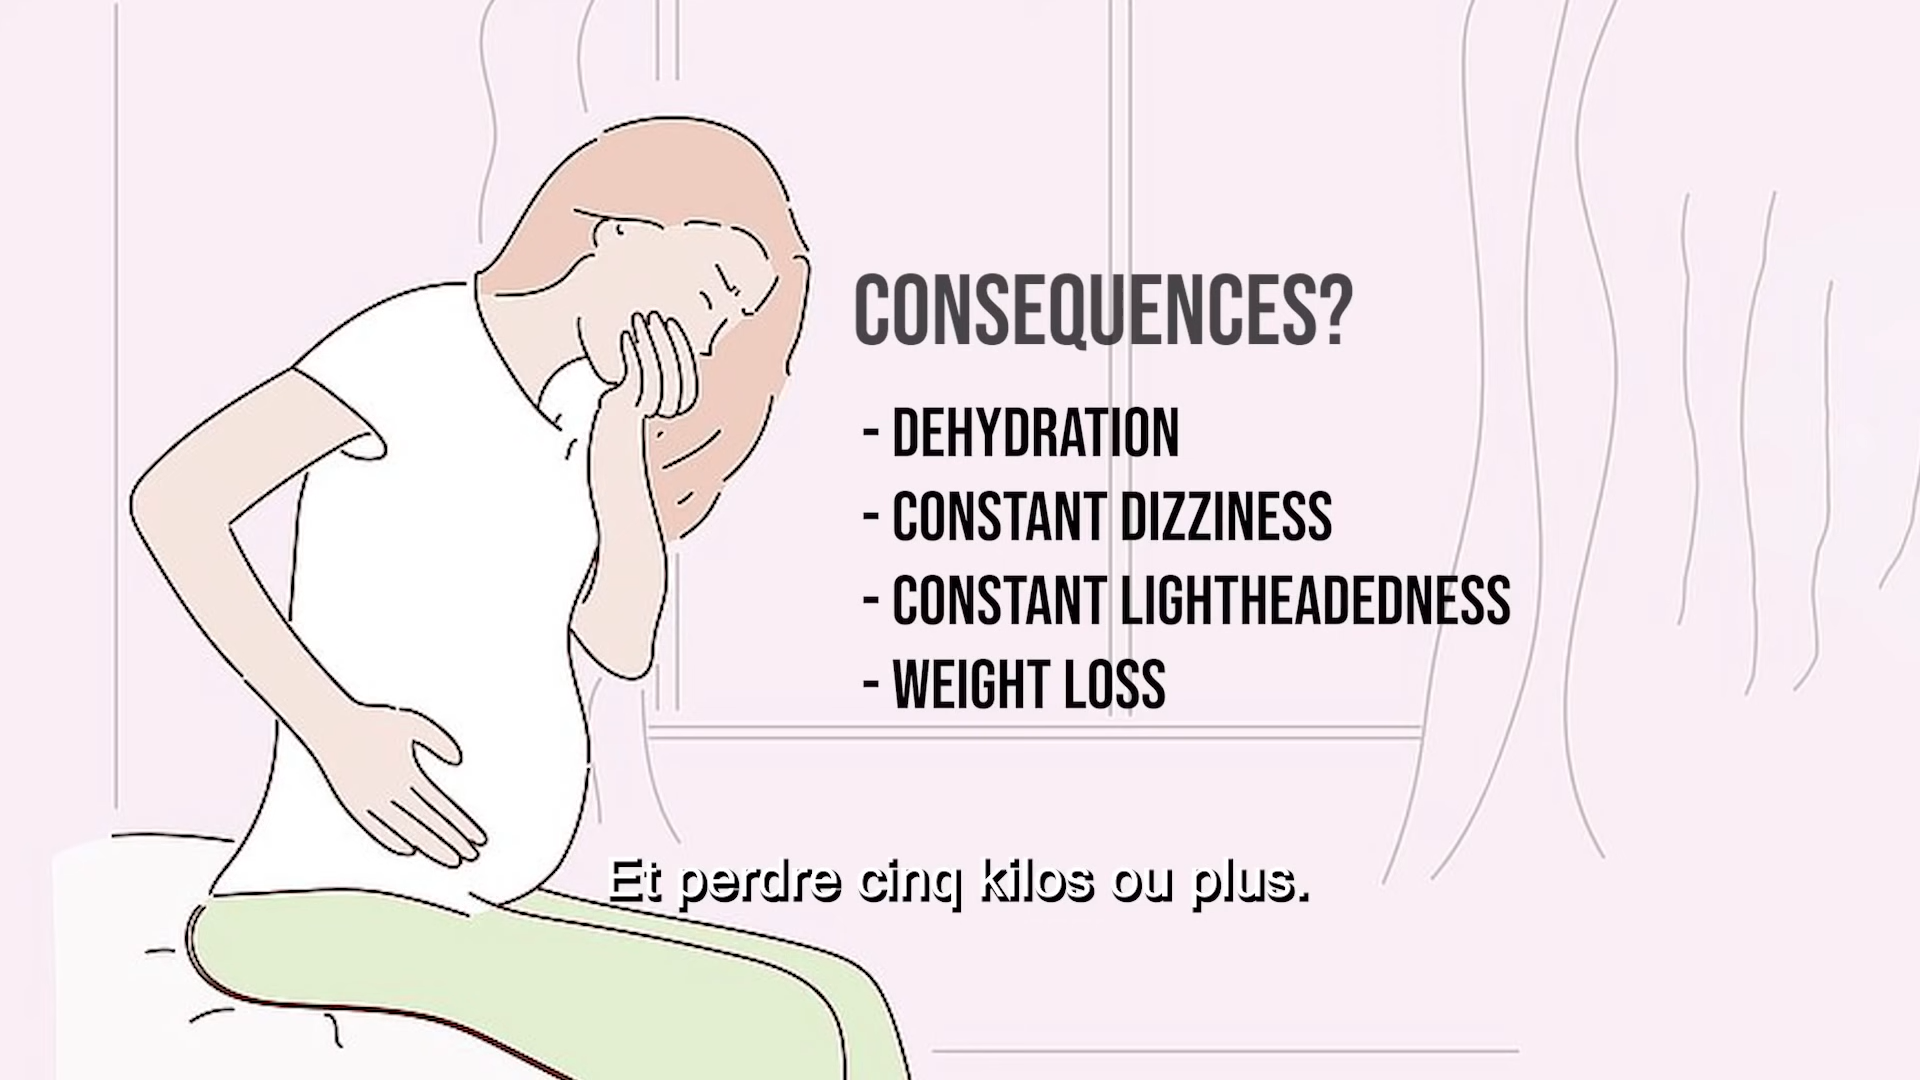 CONSEQUENCES?
- DEHYDRATION
- CONSTANT DIZZINESS
- CONSTANT LIGHTHEADEDNESS
- WEIGHT LOSS
Et perdre cinq kilos ou plus.